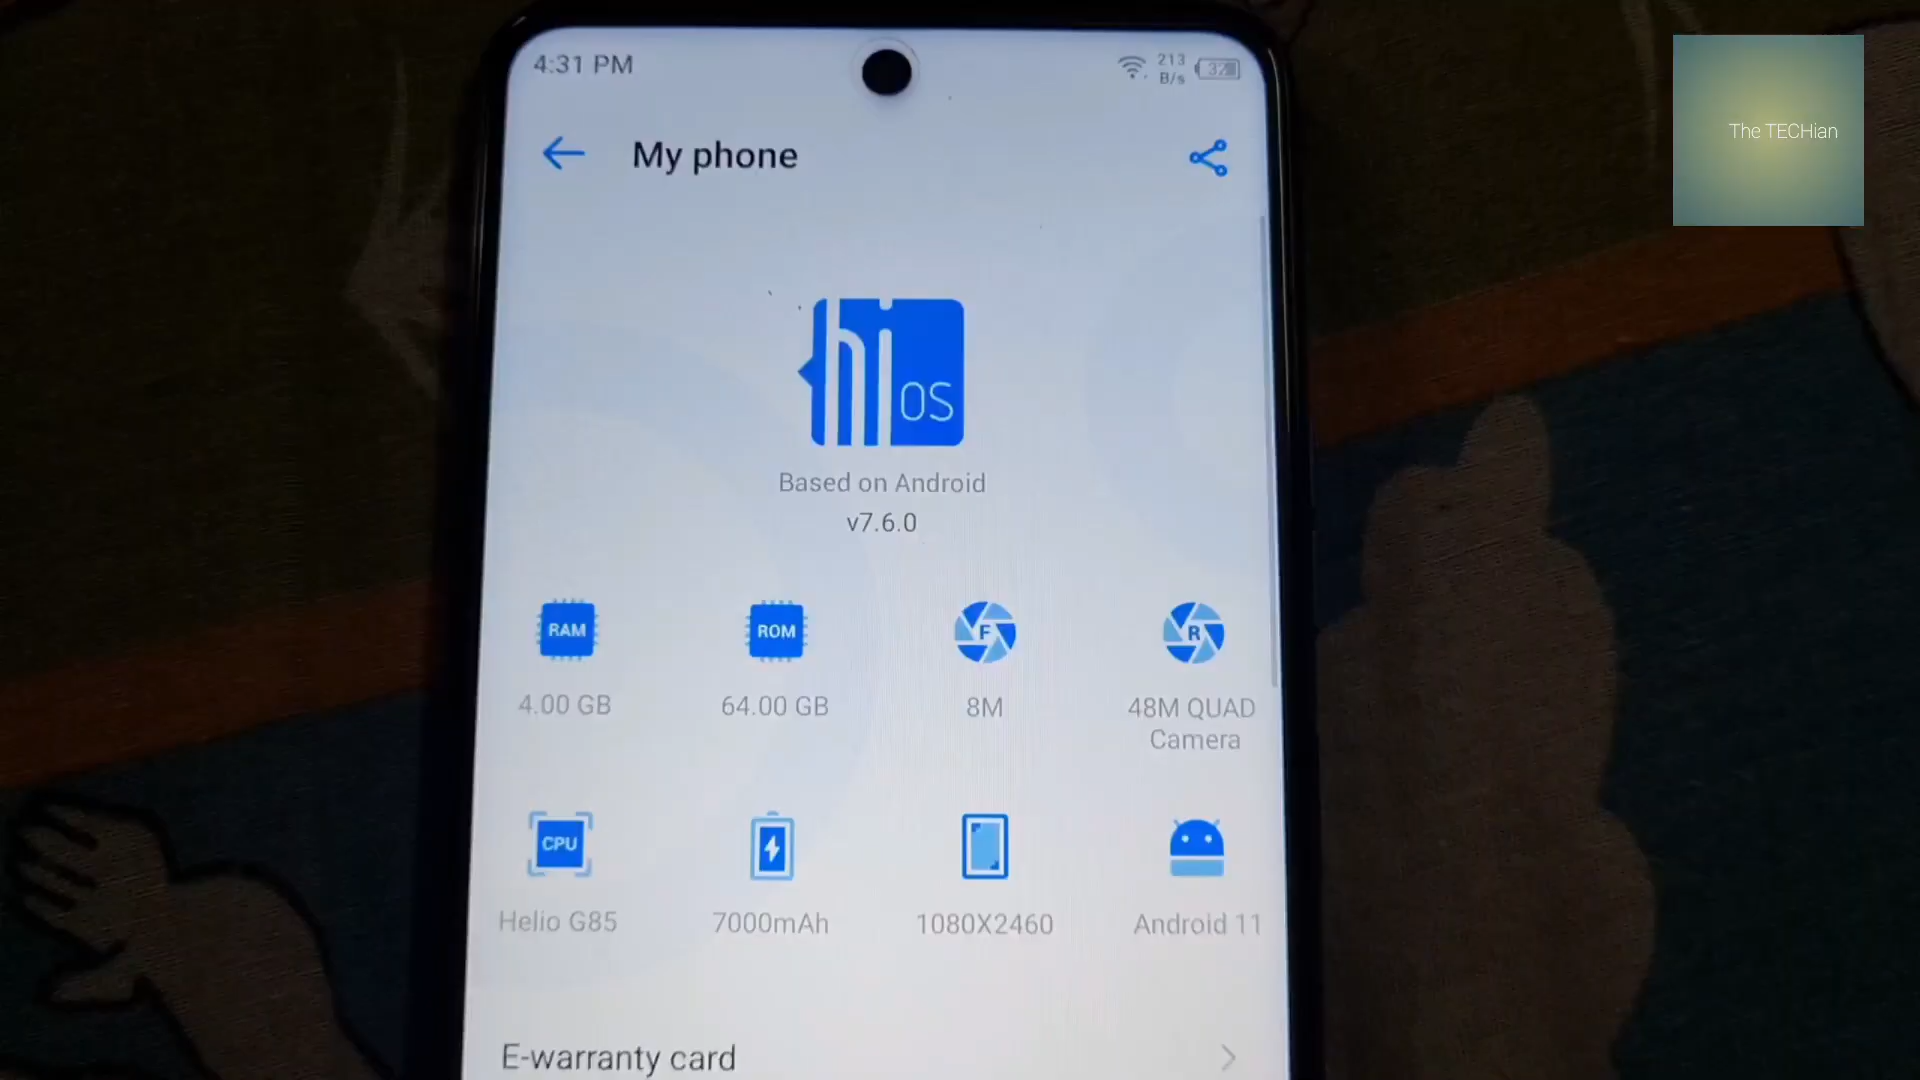 4:31 PM
213
B/s
32
The TECHian
My phone
hi
OS
Based on Android
v7.6.0
RAM
ROM
F
R
4.00 GB
64.00 GB
8M
48M QUAD
Camera
CPU
Helio G85
7000mAh
1080X2460
Android 11
E-warranty card